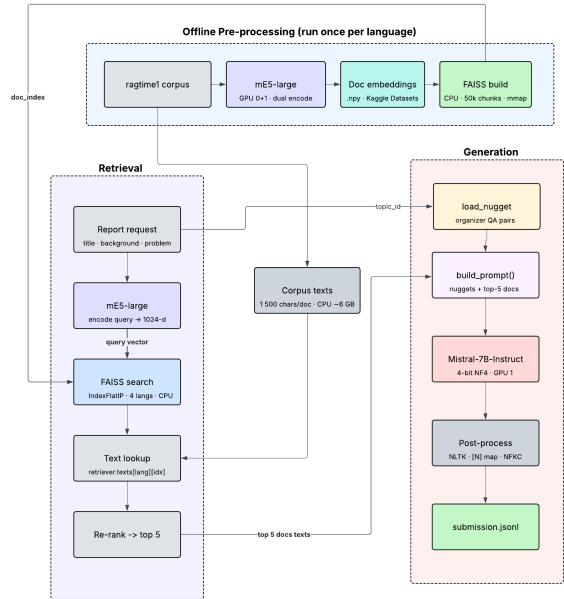 Offline Pre-processing (run once per language)
ragtime1 corpus
mE5-large
GPU 0+1 · dual encode
Doc embeddings
.npy · Kaggle Datasets
FAISS build
CPU · 50k chunks · mmap
doc_index
Retrieval
Report request
title · background · problem
mE5-large
encode query → 1024-d
query vector
FAISS search
IndexFlatIP · 4 langs · CPU
Text lookup
retriever.texts[lang][idx]
Re-rank -> top 5
Corpus texts
1 500 chars/doc · CPU ~6 GB
topic_id
top 5 docs texts
Generation
load_nugget
organizer QA pairs
build_prompt()
nuggets + top-5 docs
Mistral-7B-Instruct
4-bit NF4 · GPU 1
Post-process
NLTK · [N] map · NFKC
submission.jsonl